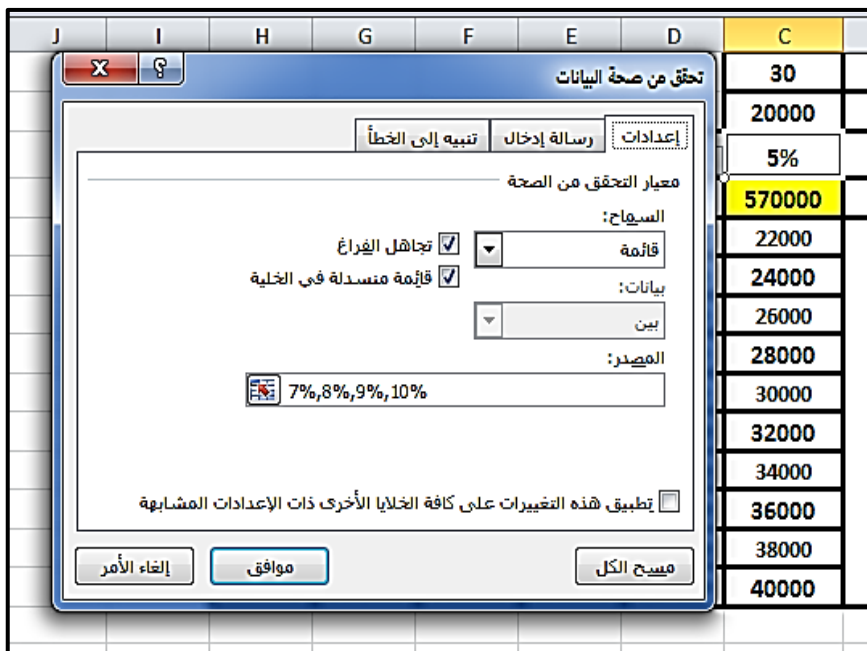 C D E F G H I J
30
20000
5%
570000
22000
24000
26000
28000
30000
32000
34000
36000
38000
40000
تحقق من صحة البيانات
إعدادات رسالة إدخال تنبيه إلى الخطأ
معيار التحقق من الصحة
السماح:
قائمة تجاهل الفراغ
قائمة منسدلة في الخلية
بيانات:
بين
المصدر:
7%,8%,9%,10%
تطبيق هذه التغييرات على كافة الخلايا الأخرى ذات الإعدادات المشابهة
مسح الكل موافق إلغاء الأمر